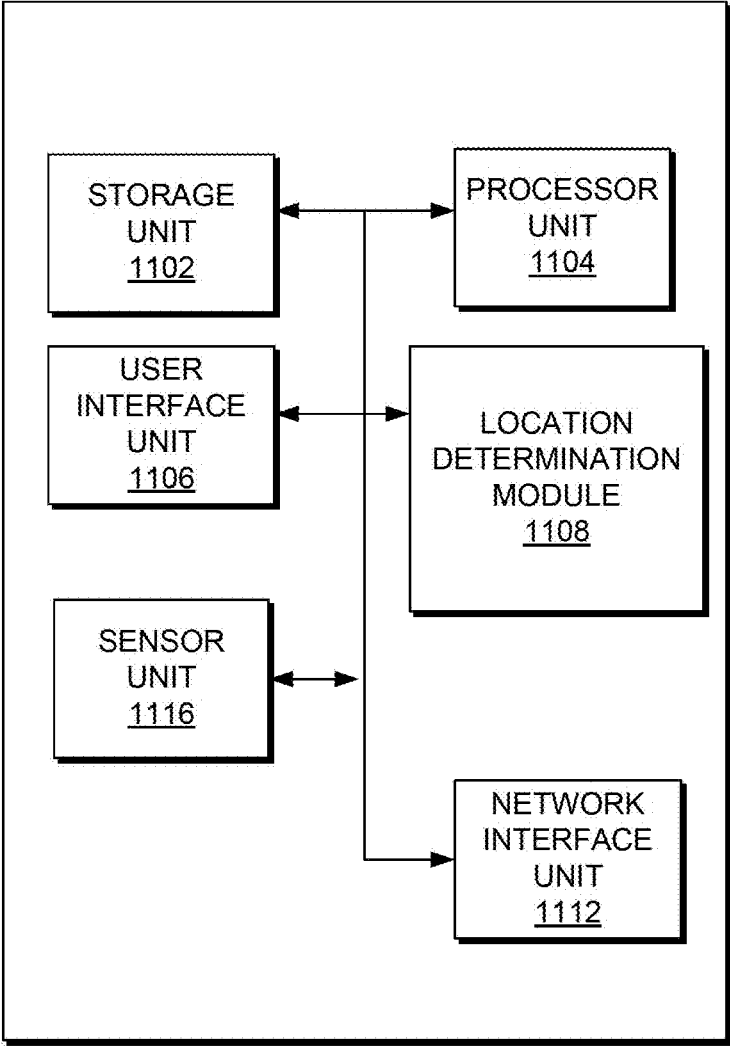 STORAGE
UNIT
1102
PROCESSOR
UNIT
1104
USER
INTERFACE
UNIT
1106
LOCATION
DETERMINATION
MODULE
1108
SENSOR
UNIT
1116
NETWORK
INTERFACE
UNIT
1112